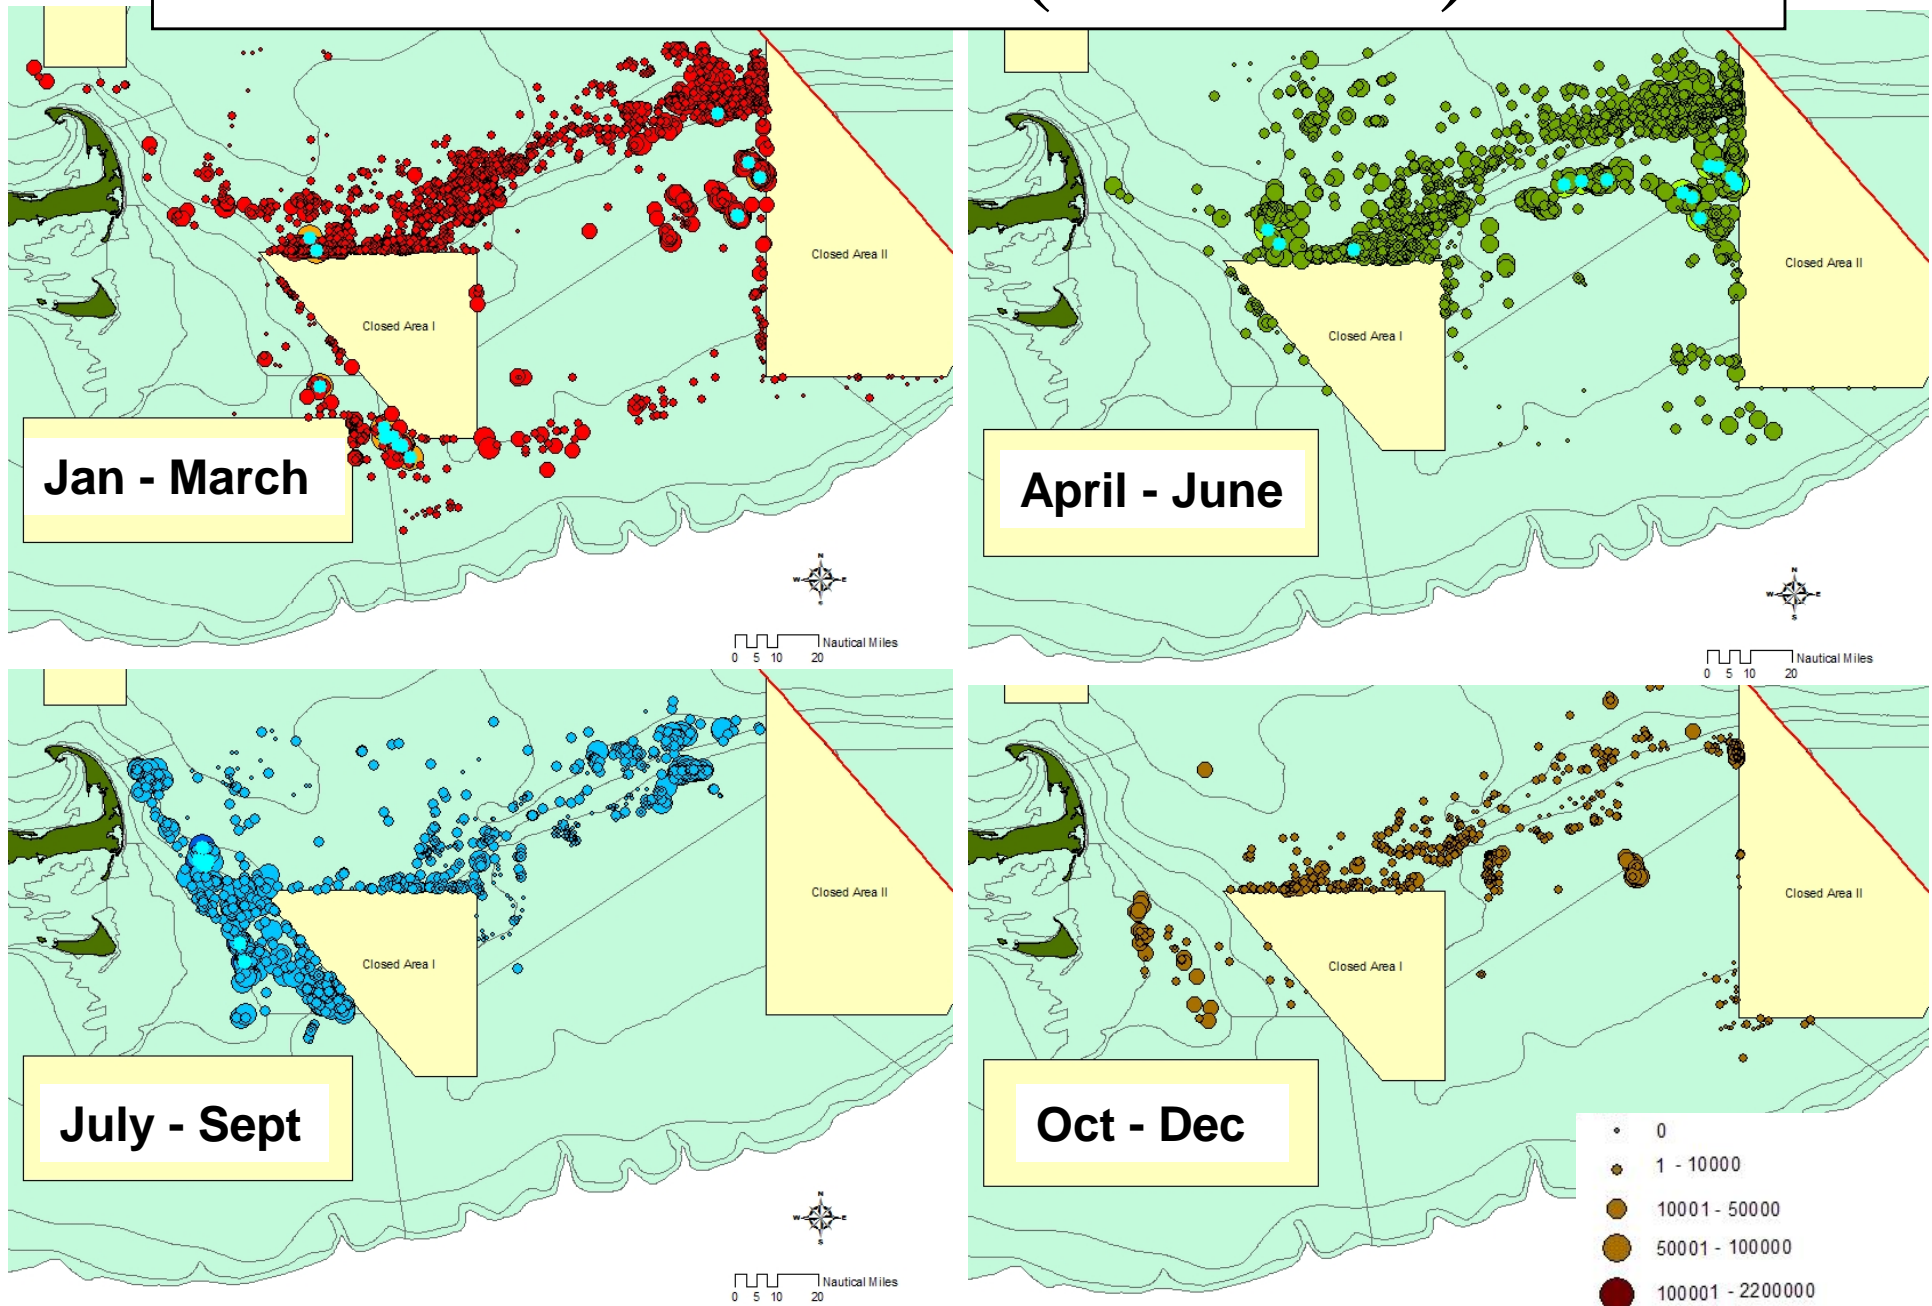 ( )
Closed Area I
Closed Area II
Jan - March
N
W E
S
Nautical Miles
0 5 10 20
Closed Area I
Closed Area II
April - June
N
W E
S
Nautical Miles
0 5 10 20
Closed Area I
Closed Area II
July - Sept
N
W E
S
Nautical Miles
0 5 10 20
Closed Area I
Closed Area II
Oct - Dec
0
1 - 10000
10001 - 50000
50001 - 100000
100001 - 2200000